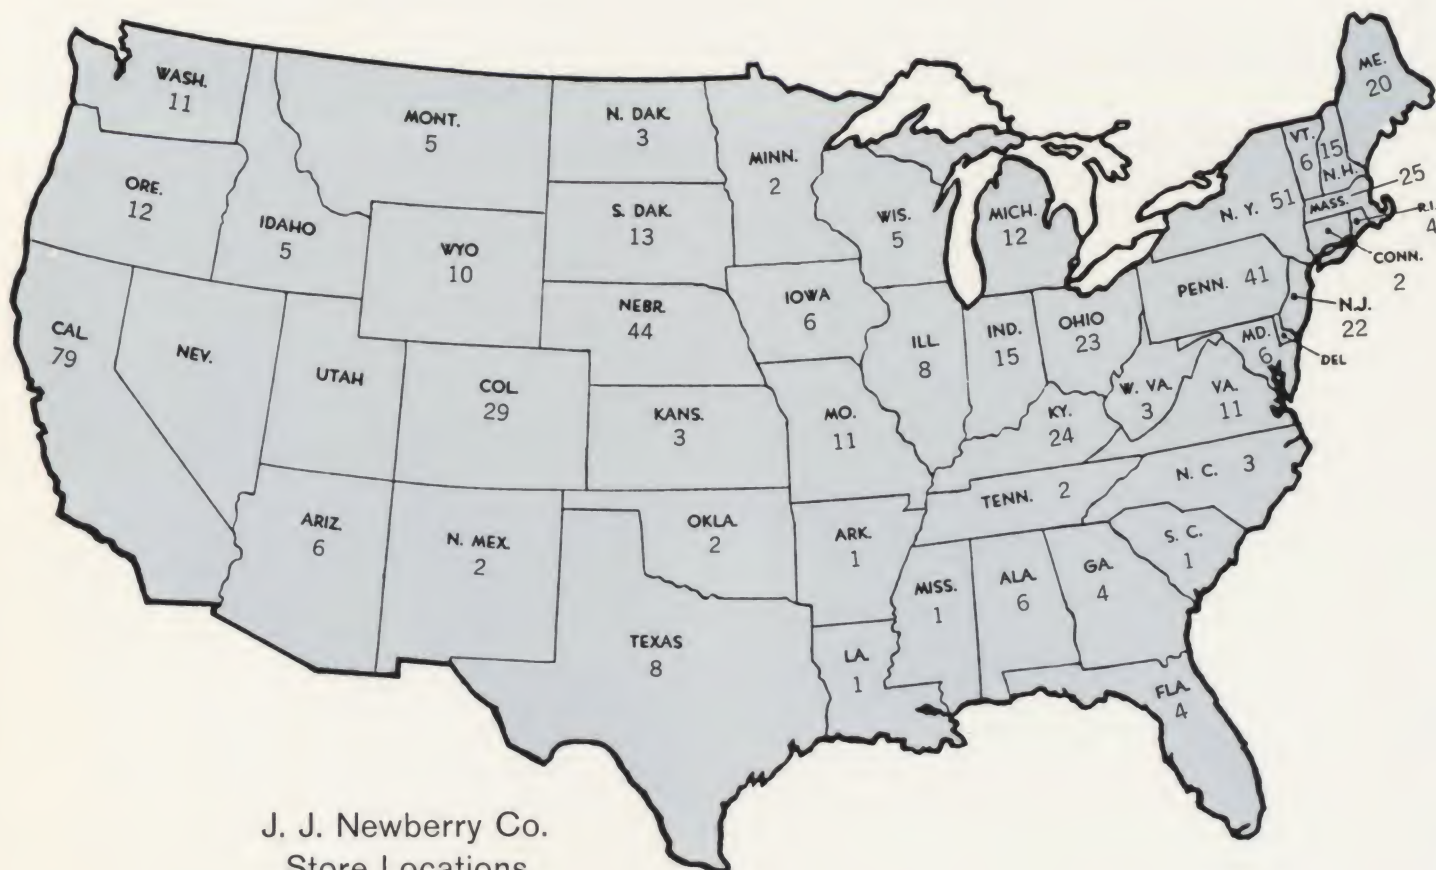 WASH.
11
MONT.
5
N. DAK.
3
MINN.
2
ME.
20
VT.
6
15
N.H.
25
MASS.
R.I.
4
CONN.
2
ORE.
12
IDAHO
5
WYO
10
S. DAK.
13
WIS.
5
MICH.
12
N. Y. 51
CAL.
79
NEV.
UTAH
COL.
29
NEBR.
44
IOWA
6
ILL.
8
IND.
15
OHIO
23
PENN. 41
N.J.
22
MD.
6
DEL
KANS.
3
MO.
11
KY.
24
W. VA.
3
VA.
11
ARIZ.
6
N. MEX.
2
OKLA.
2
ARK.
1
TENN. 2
N. C. 3
S. C.
1
TEXAS
8
LA.
1
MISS.
1
ALA.
6
GA.
4
FLA.
4
J. J. Newberry Co.
Store Locations